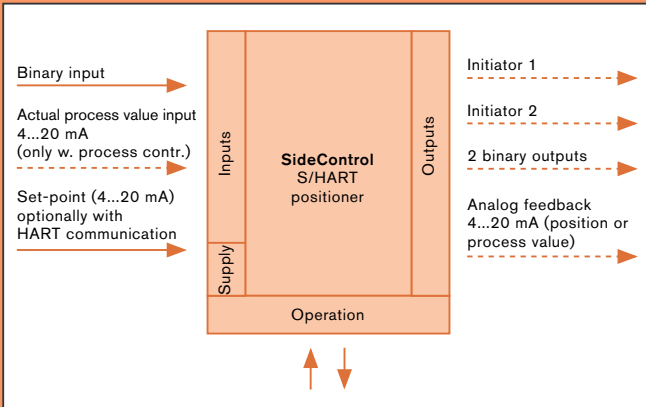 Binary input
Actual process value input
4...20 mA
(only w. process contr.)
Set-point (4...20 mA)
optionally with
HART communication
Inputs
Supply
SideControl
S/HART
positioner
Operation
Outputs
Initiator 1
Initiator 2
2 binary outputs
Analog feedback
4...20 mA (position or
process value)